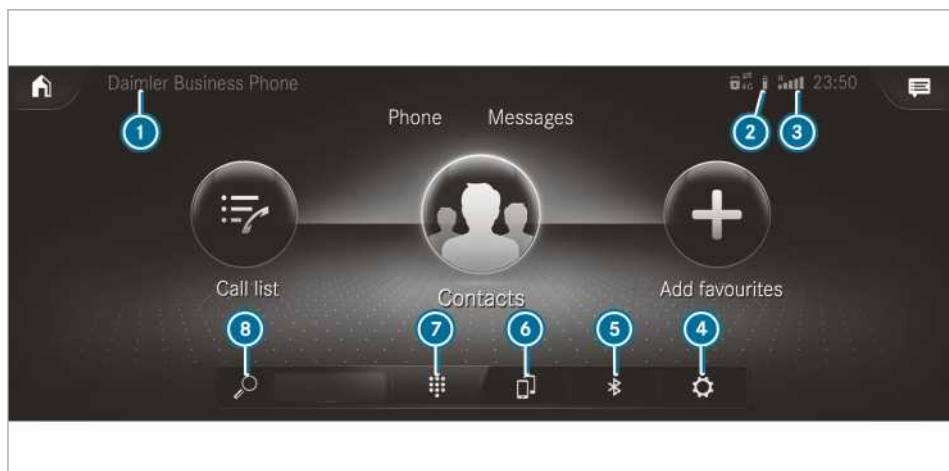 Daimler Business Phone 4G 23:50
1 2 3
Phone Messages
Call list Contacts Add favourites
8 7 6 5 4